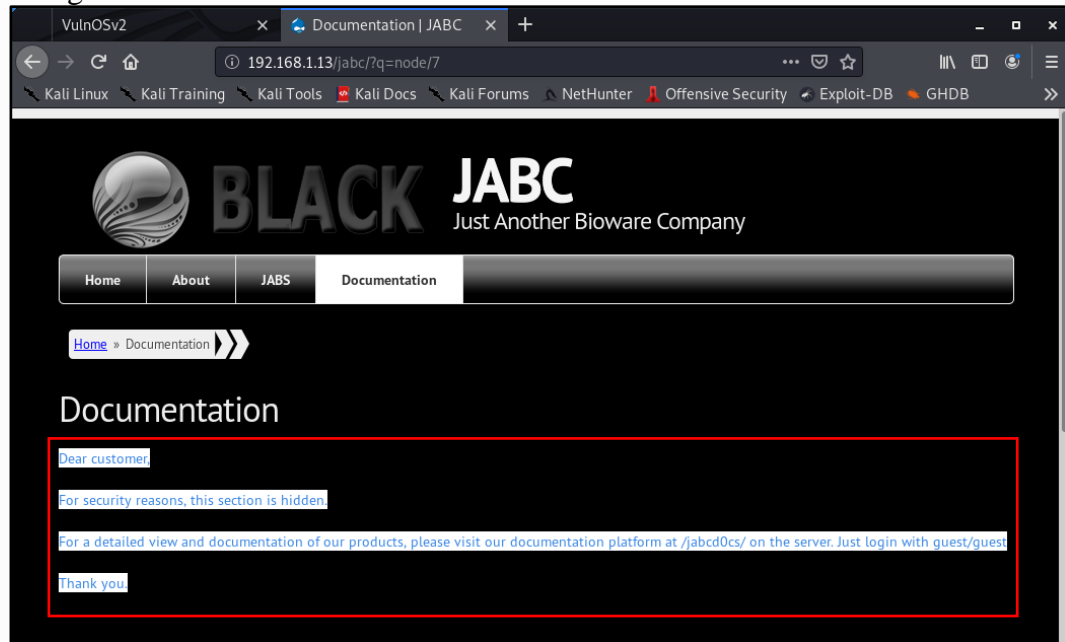 VulnOSv2
Documentation | JABC
192.168.1.13/jabc/?q=node/7
Kali Linux Kali Training Kali Tools Kali Docs Kali Forums NetHunter Offensive Security Exploit-DB GHDB
BLACK JABC
Just Another Bioware Company
Home About JABS Documentation
Home » Documentation
Documentation
Dear customer,
For security reasons, this section is hidden.
For a detailed view and documentation of our products, please visit our documentation platform at /jabcd0cs/ on the server. Just login with guest/guest
Thank you.